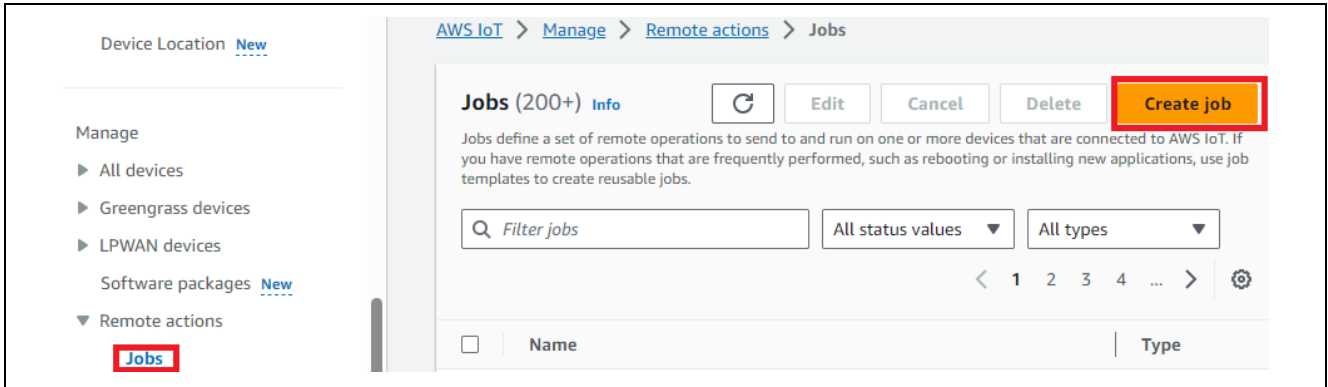 Device Location New
Manage
All devices
Greengrass devices
LPWAN devices
Software packages New
Remote actions
Jobs
AWS IoT > Manage > Remote actions > Jobs
Jobs (200+) Info
Edit
Cancel
Delete
Create job
Jobs define a set of remote operations to send to and run on one or more devices that are connected to AWS IoT. If
you have remote operations that are frequently performed, such as rebooting or installing new applications, use job
templates to create reusable jobs.
Filter jobs
All status values
All types
< 1 2 3 4 ... >
Name
Type